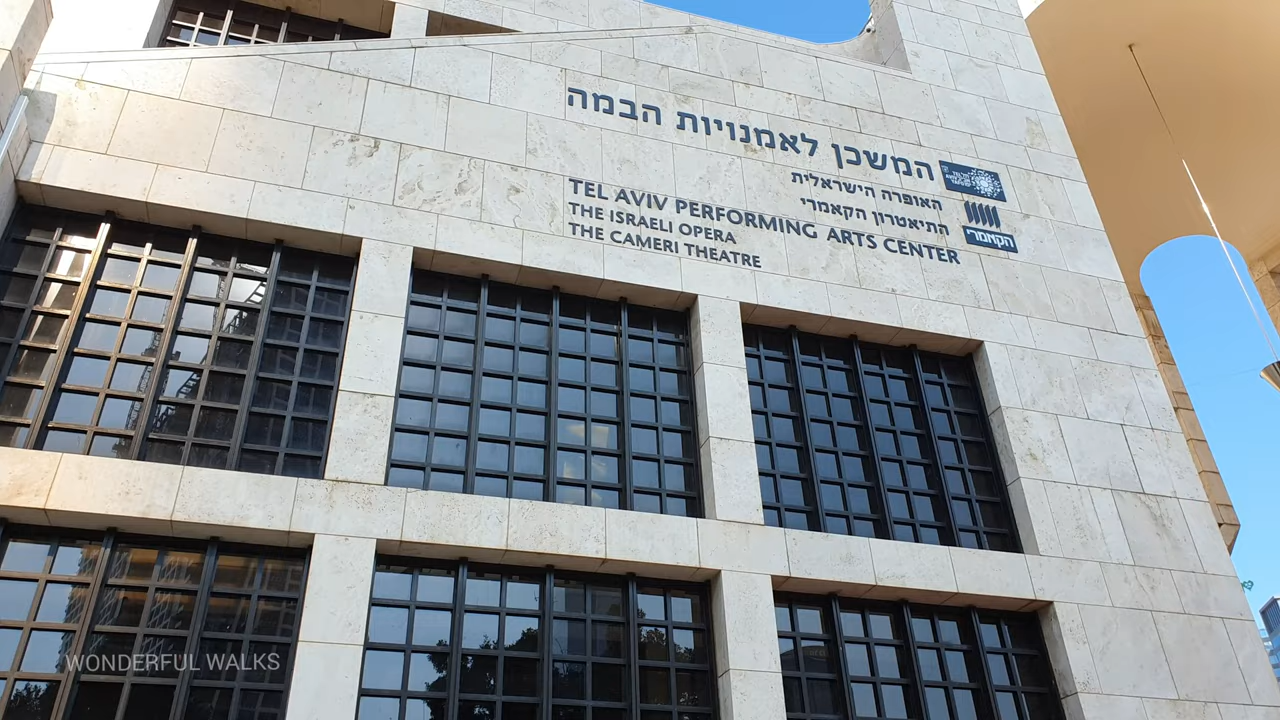 המשכן לאמנויות הבמה
האופרה הישראלית
התיאטרון הקאמרי
הקאמרי
TEL AVIV PERFORMING ARTS CENTER
THE ISRAELI OPERA
THE CAMERI THEATRE
WONDERFUL WALKS